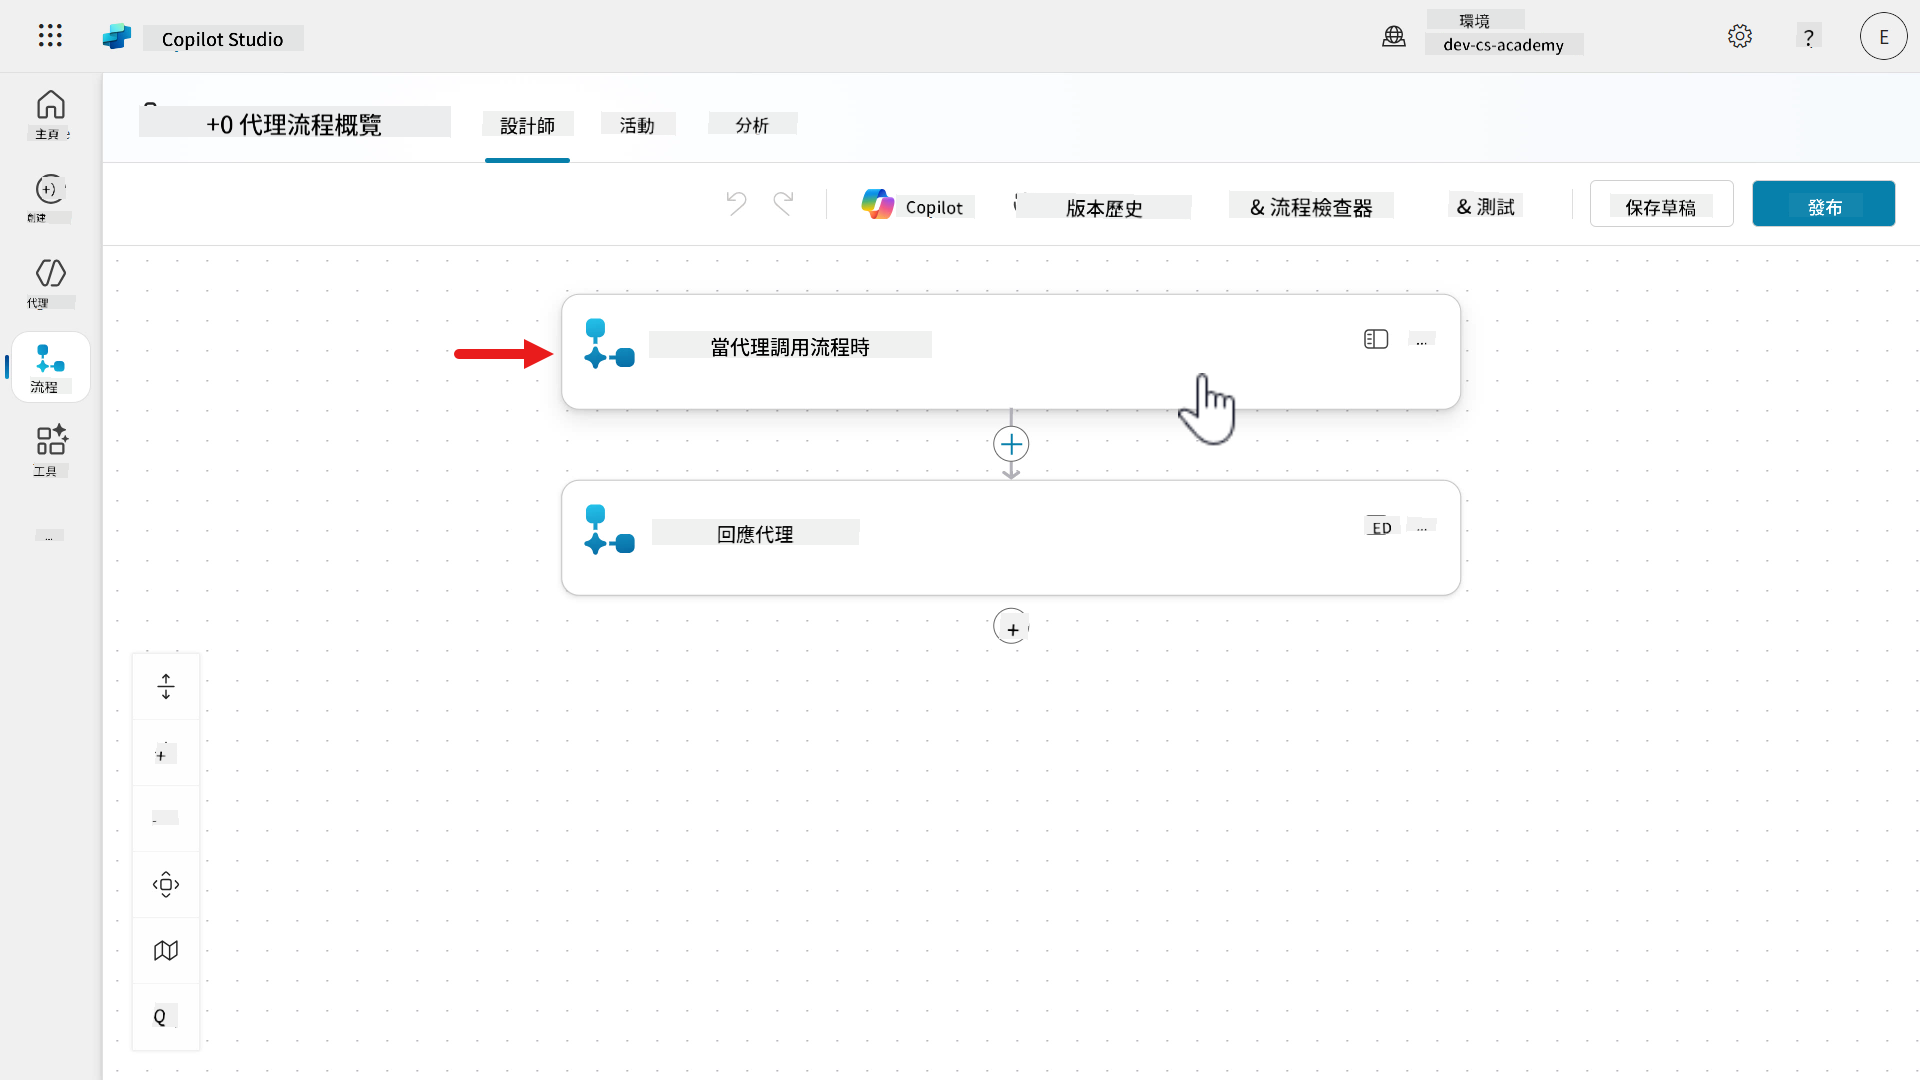 Copilot Studio
環境
dev-cs-academy
?
E
主頁
+0 代理流程概覽
設計師
活動
分析
創建
Copilot
版本歷史
& 流程檢查器
& 測試
保存草稿
發布
代理
當代理調用流程時
...
流程
工具
回應代理
ED
...
...
+
+
-
Q